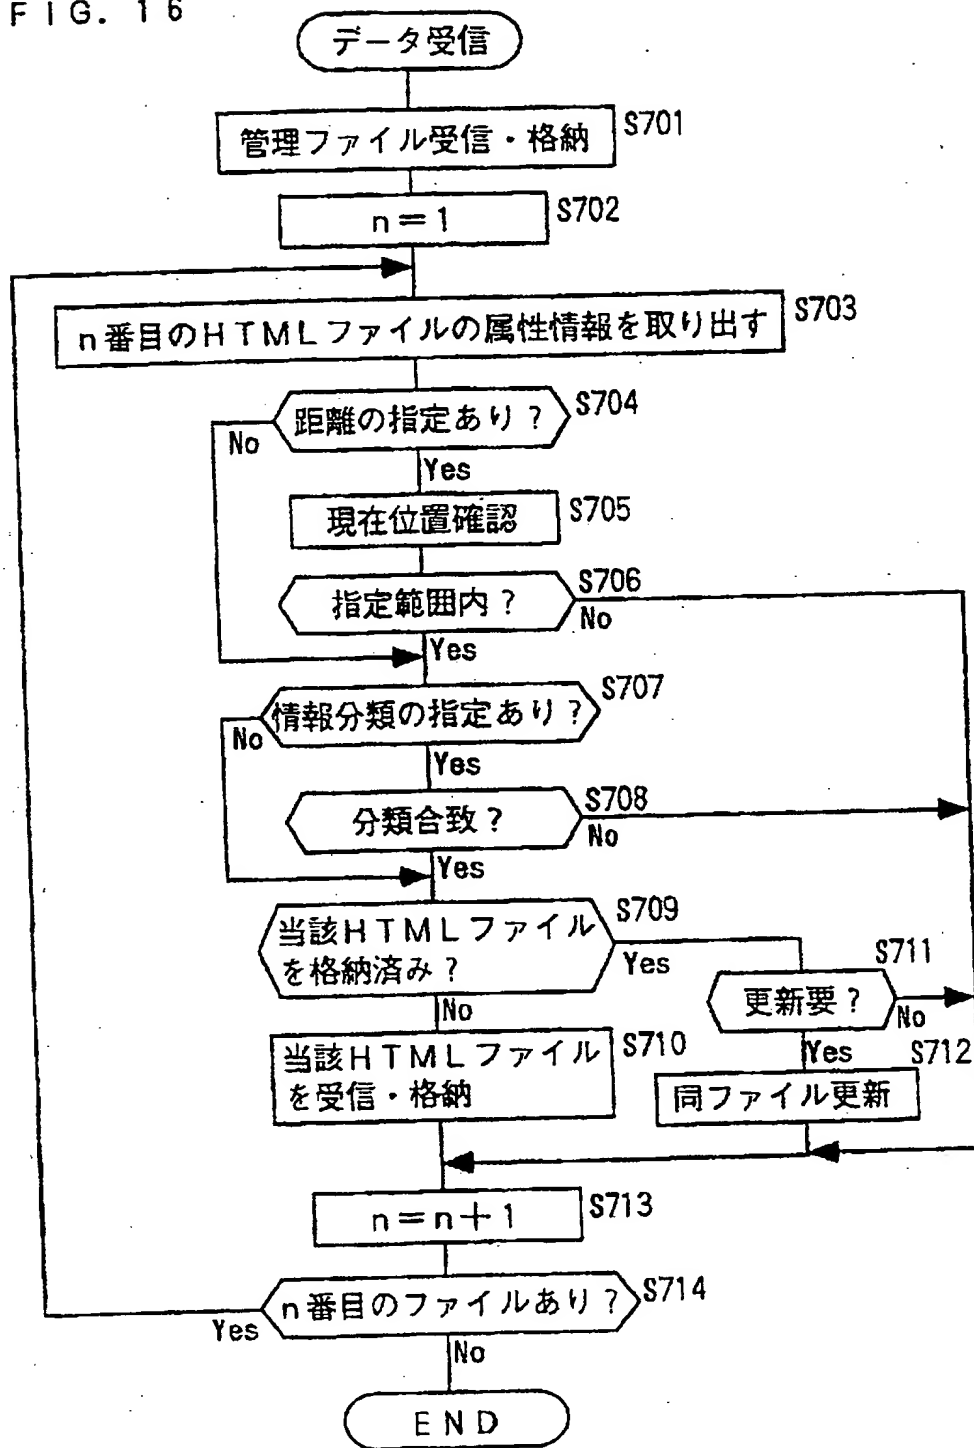 FIG. 16
データ受信
管理ファイル受信・格納 S701
n=1 S702
n番目のHTMLファイルの属性情報を取り出す S703
距離の指定あり? S704
No
Yes
現在位置確認 S705
指定範囲内? S706
No
Yes
情報分類の指定あり? S707
No
Yes
分類合致? S708
No
Yes
当該HTMLファイル
を格納済み?
S709
Yes
No
更新要? S711
No
Yes
当該HTMLファイル
を受信・格納
S710
同ファイル更新 S712
n=n+1 S713
n番目のファイルあり? S714
Yes
No
END